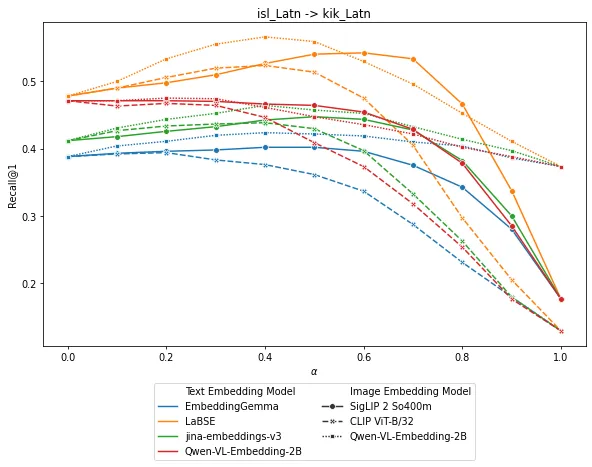 isl_Latn -> kik_Latn
Recall@1
0.5
0.4
0.3
0.2
0.0 0.2 0.4 0.6 0.8 1.0
α
Text Embedding Model Image Embedding Model
EmbeddingGemma SigLIP 2 So400m
LaBSE CLIP ViT-B/32
jina-embeddings-v3 Qwen-VL-Embedding-2B
Qwen-VL-Embedding-2B